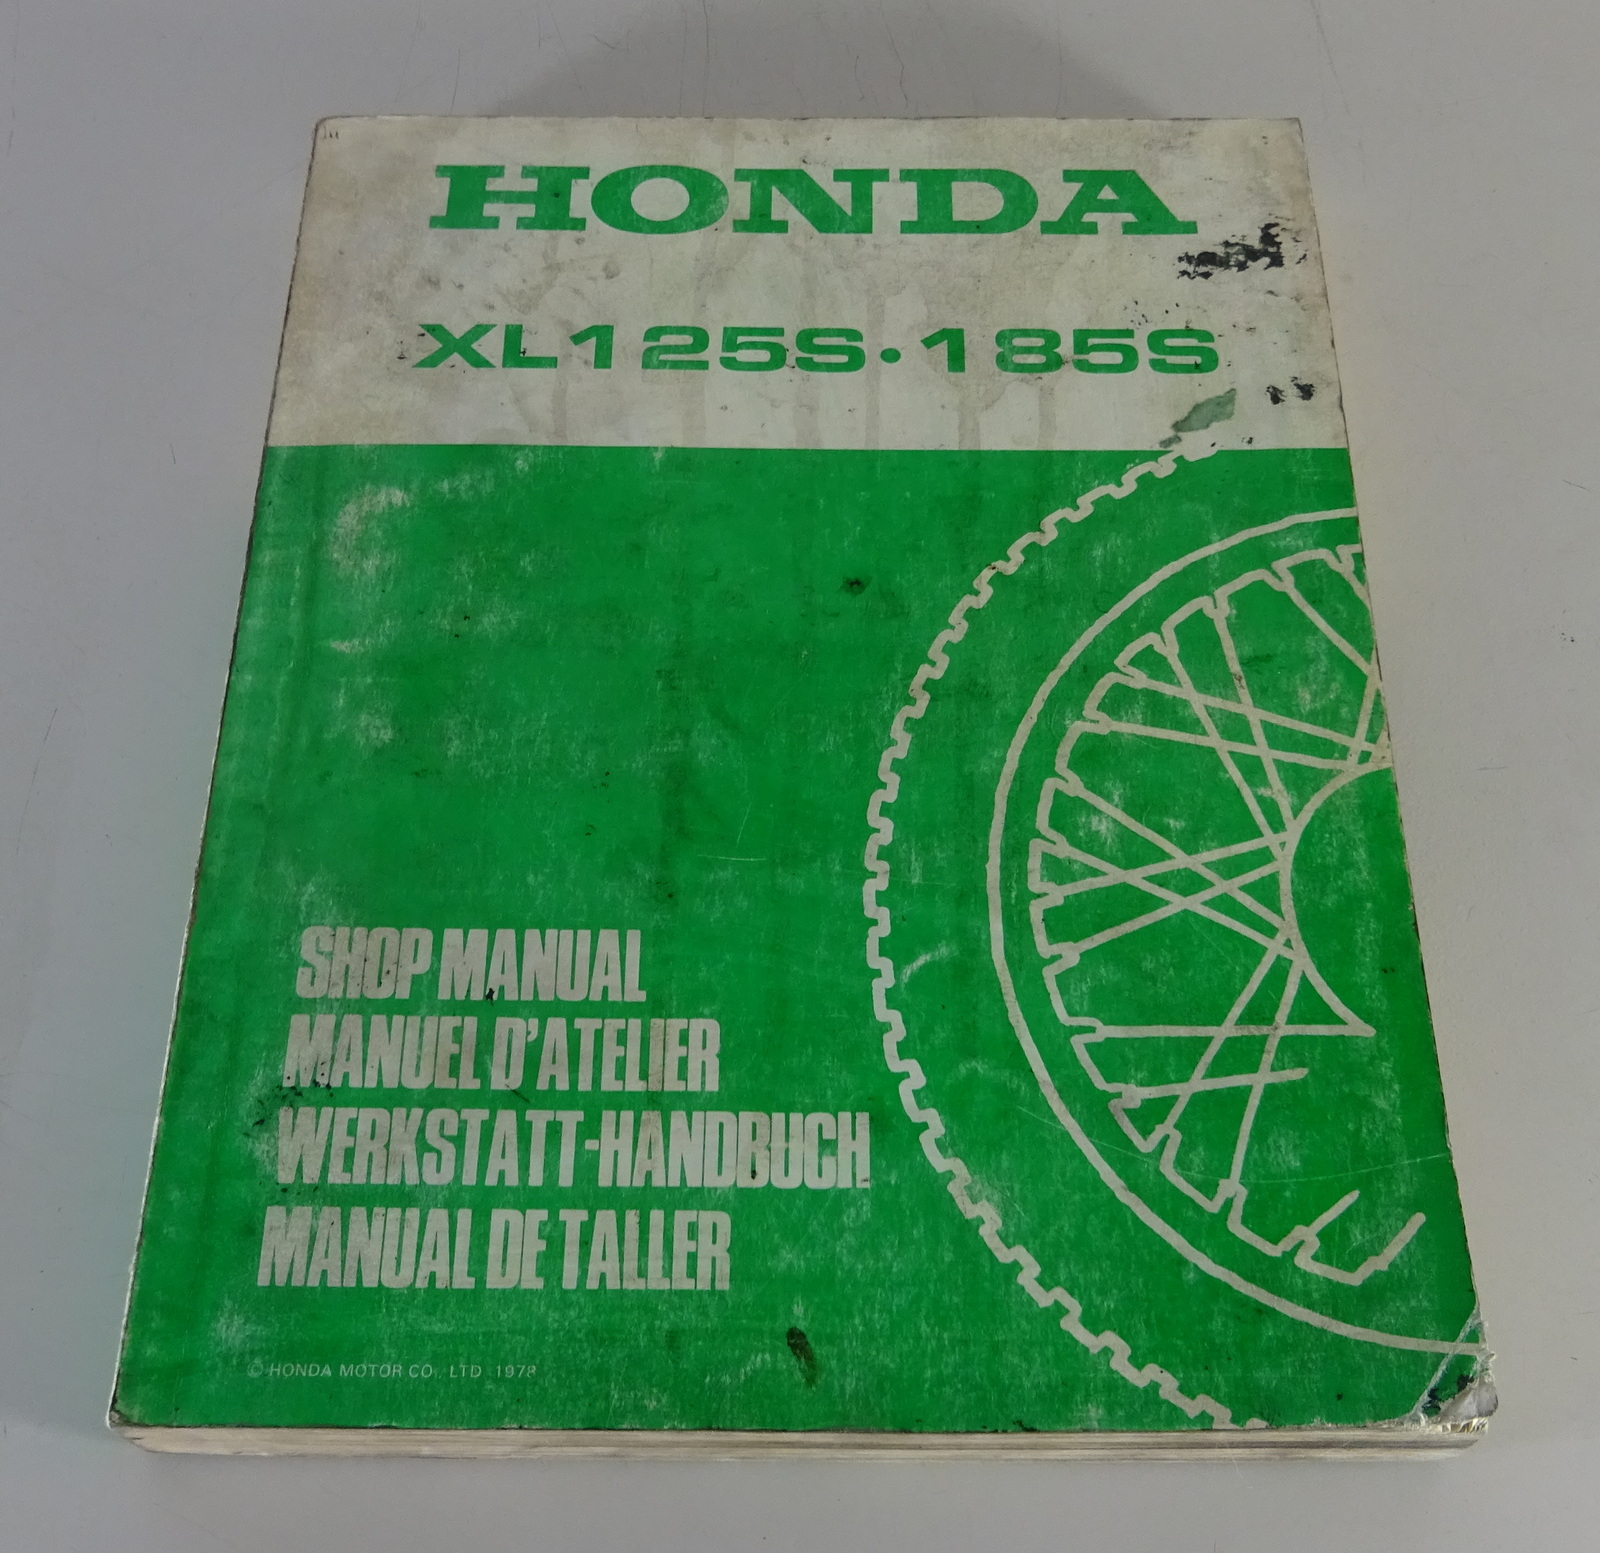 HONDA
XL125S·185S
SHOP MANUAL
MANUEL D'ATELIER
WERKSTATT-HANDBUCH
MANUAL DE TALLER
© HONDA MOTOR CO., LTD. 1978